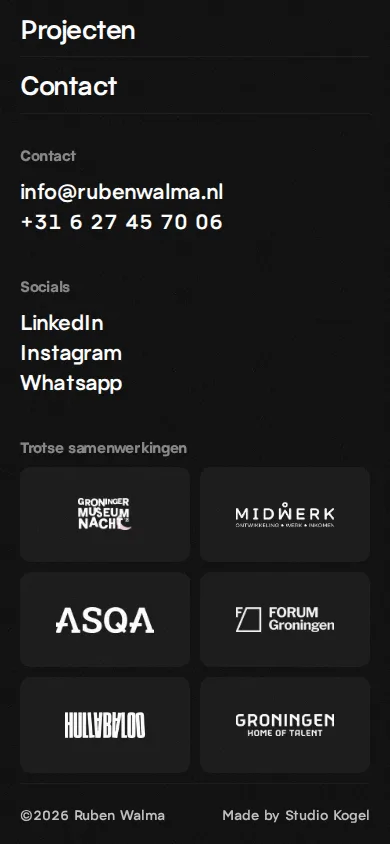 Projecten
Contact
Contact
info@rubenwalma.nl
+31 6 27 45 70 06
Socials
LinkedIn
Instagram
Whatsapp
Trotse samenwerkingen
GRONINGER
MUSEUM
NACHT
MIDWERK
ONTWIKKELING • WERK • INKOMEN
ASQA
FORUM
Groningen
HULLABALOO
GRONINGEN
HOME OF TALENT
©2026 Ruben Walma
Made by Studio Kogel